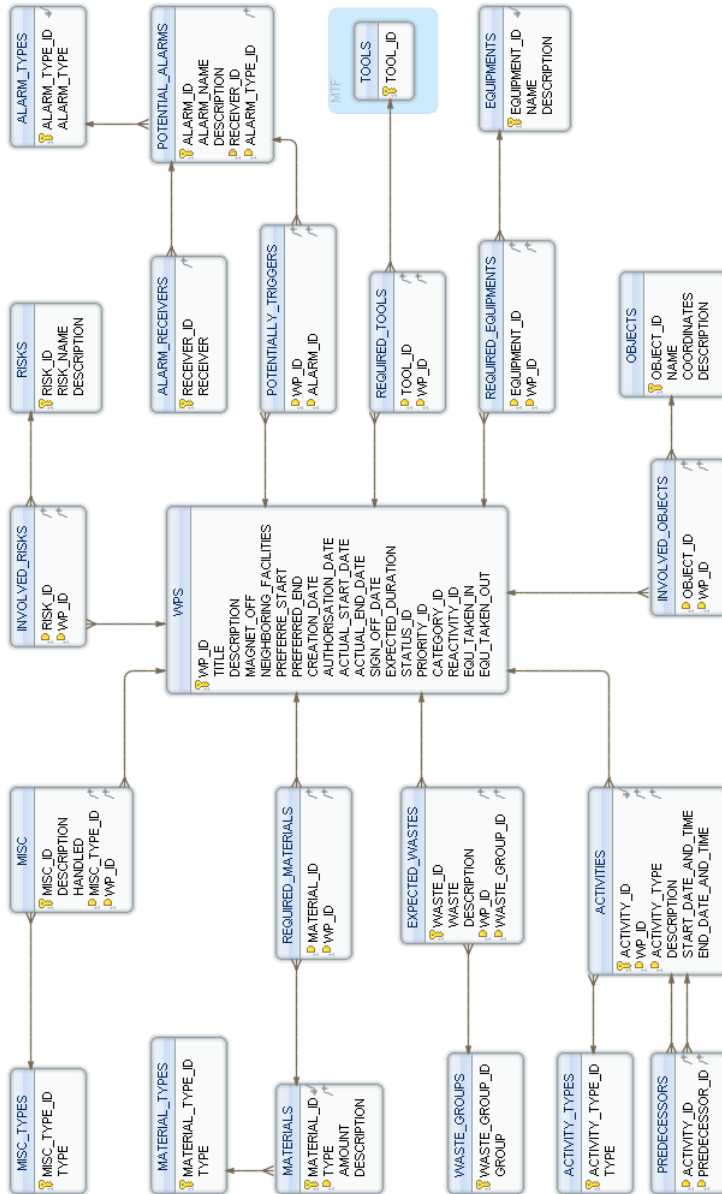 MISC_TYPES
MISC_TYPE_ID
TYPE
MISC
MISC_ID
DESCRIPTION
HANDLED
MISC_TYPE_ID
WP_ID
INVOLVED_RISKS
RISK_ID
WP_ID
RISKS
RISK_ID
RISK_NAME
DESCRIPTION
ALARM_TYPES
ALARM_TYPE_ID
ALARM_TYPE
MATERIAL_TYPES
MATERIAL_TYPE_ID
TYPE
WPS
WP_ID
TITLE
DESCRIPTION
MAGNET_OFF
NEIGHBORING_FACILITIES
PREFERRE_START
PREFERRED_END
CREATION_DATE
AUTHORISATION_DATE
ACTUAL_START_DATE
ACTUAL_END_DATE
SIGN_OFF_DATE
EXPECTED_DURATION
STATUS_ID
PRIORITY_ID
CATEGORY_ID
REACTIVITY_ID
EQU_TAKEN_IN
EQU_TAKEN_OUT
ALARM_RECEIVERS
RECEIVER_ID
RECEIVER
POTENTIAL_ALARMS
ALARM_ID
ALARM_NAME
DESCRIPTION
RECEIVER_ID
ALARM_TYPE_ID
MATERIALS
MATERIAL_ID
TYPE
AMOUNT
DESCRIPTION
REQUIRED_MATERIALS
MATERIAL_ID
WP_ID
POTENTIALLY_TRIGGERS
WP_ID
ALARM_ID
REQUIRED_TOOLS
TOOL_ID
WP_ID
MTF
TOOLS
TOOL_ID
WASTE_GROUPS
WASTE_GROUP_ID
GROUP
EXPECTED_WASTES
WASTE_ID
WASTE
DESCRIPTION
WP_ID
WASTE_GROUP_ID
REQUIRED_EQUIPMENTS
EQUIPMENT_ID
WP_ID
EQUIPMENTS
EQUIPMENT_ID
NAME
DESCRIPTION
ACTIVITY_TYPES
ACTIVITY_TYPE_ID
TYPE
ACTIVITIES
ACTIVITY_ID
WP_ID
ACTIVITY_TYPE
DESCRIPTION
START_DATE_AND_TIME
END_DATE_AND_TIME
INVOLVED_OBJECTS
OBJECT_ID
WP_ID
OBJECTS
OBJECT_ID
NAME
COORDINATES
DESCRIPTION
PREDECESSORS
ACTIVITY_ID
PREDECESSOR_ID